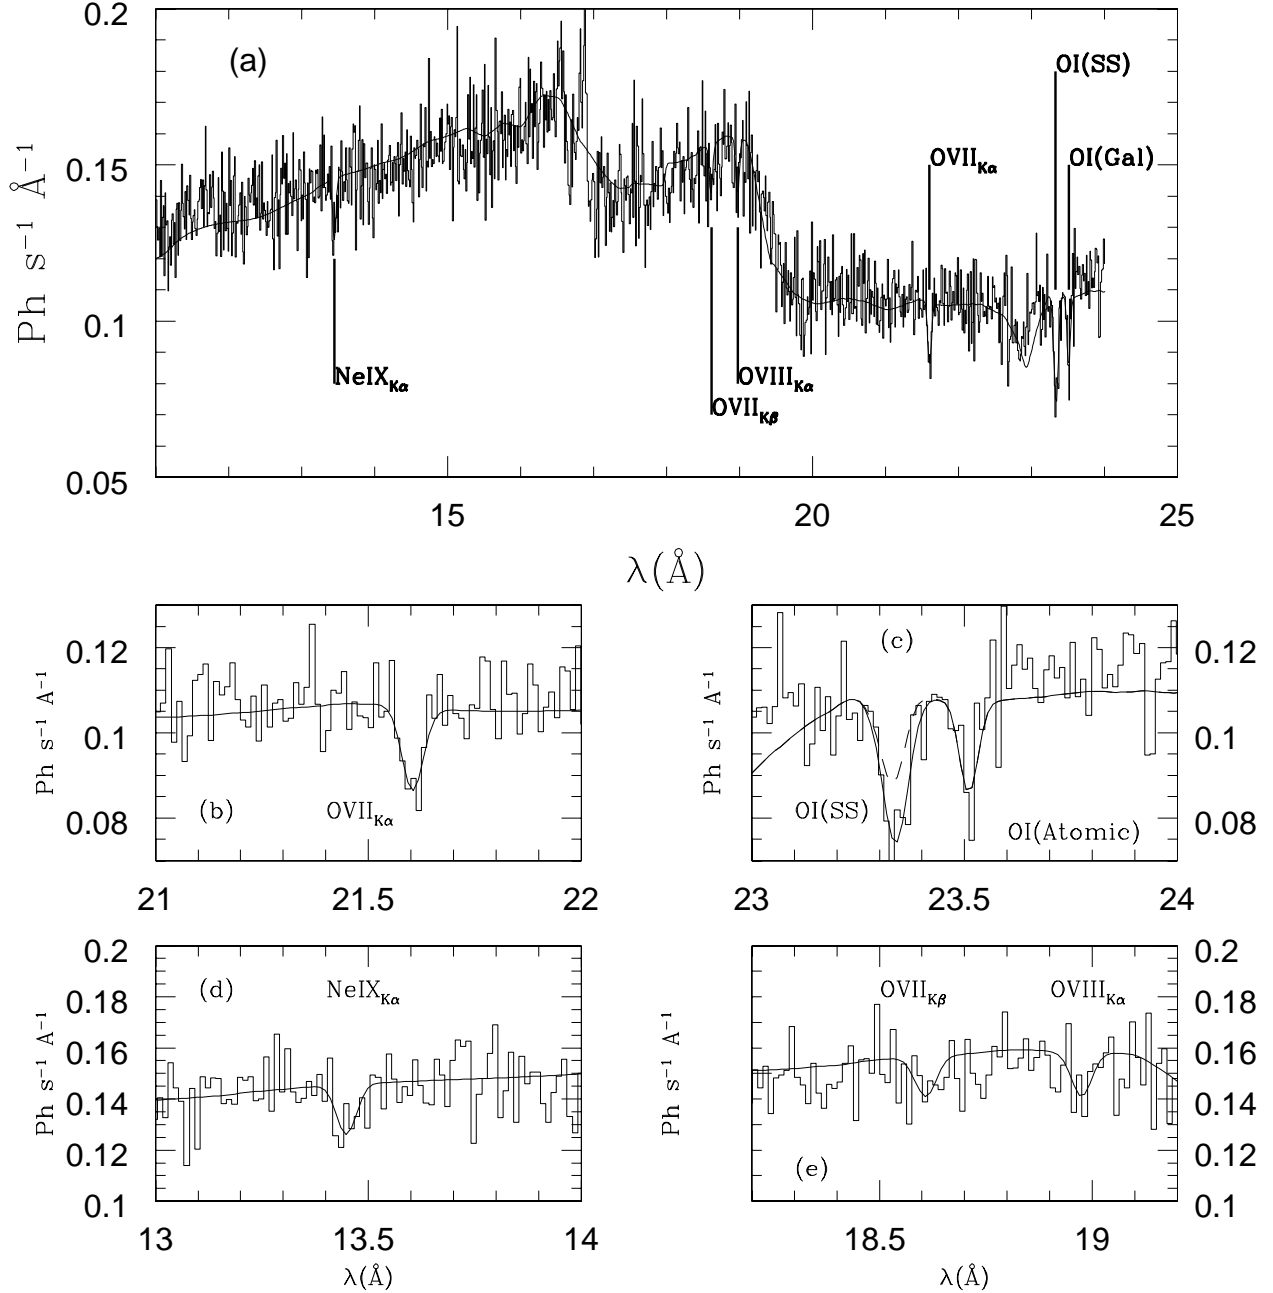 (a)
0.2
0.15
0.1
0.05
Ph s⁻¹ Å⁻¹
OI(SS)
OVII_Kα
OI(Gal)
NeIX_Kα
OVIII_Kα
OVII_Kβ
15
20
25
λ(Å)
0.12
0.1
0.08
Ph s⁻¹ A⁻¹
(b)
OVII_Kα
21
21.5
22
Ph s⁻¹ A⁻¹
(c)
OI(SS)
OI(Atomic)
0.12
0.1
0.08
23
23.5
24
0.2
0.18
0.16
0.14
0.12
0.1
Ph s⁻¹ A⁻¹
(d)
NeIX_Kα
13
13.5
14
λ(Å)
Ph s⁻¹ A⁻¹
OVII_Kβ
OVIII_Kα
(e)
0.2
0.18
0.16
0.14
0.12
0.1
18.5
19
λ(Å)